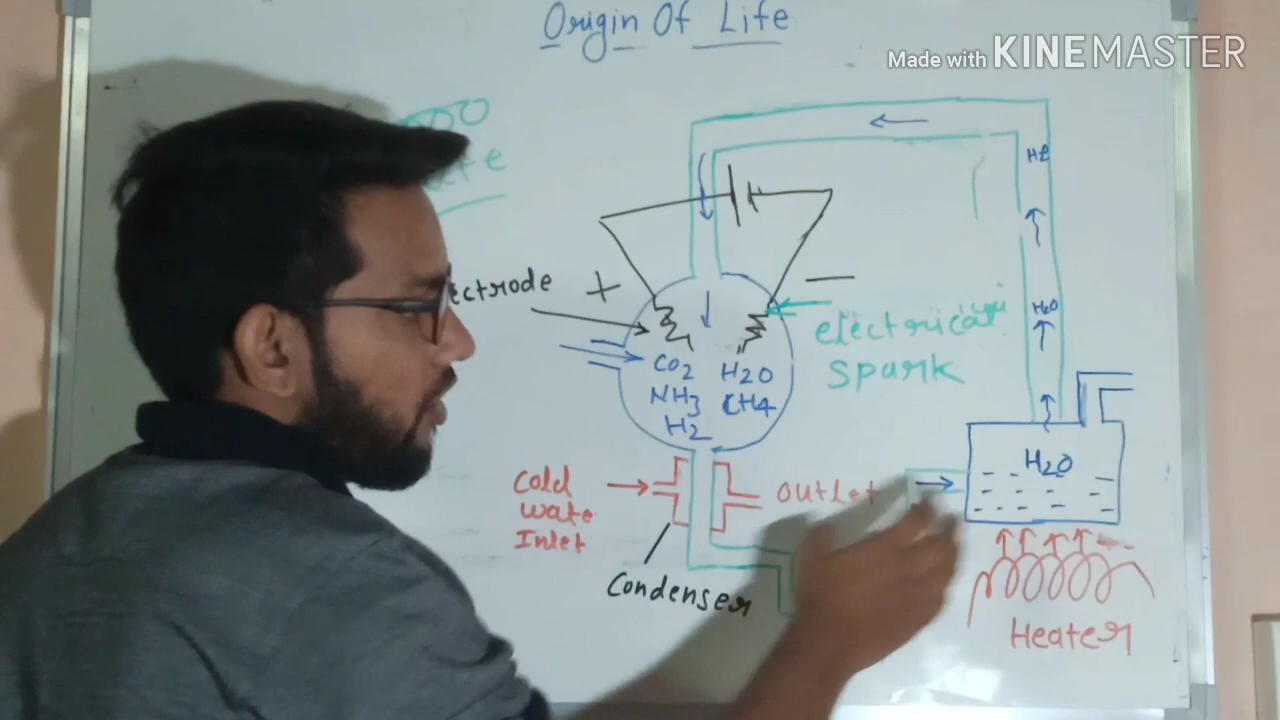 Origin Of Life
Made with KINEMASTER
ectrode
+
−
electrical
spark
CO2 H2O
NH3 CH4
H2
H2O
H2O
Cold
wate
Inlet
Outlet
Condenser
Heater